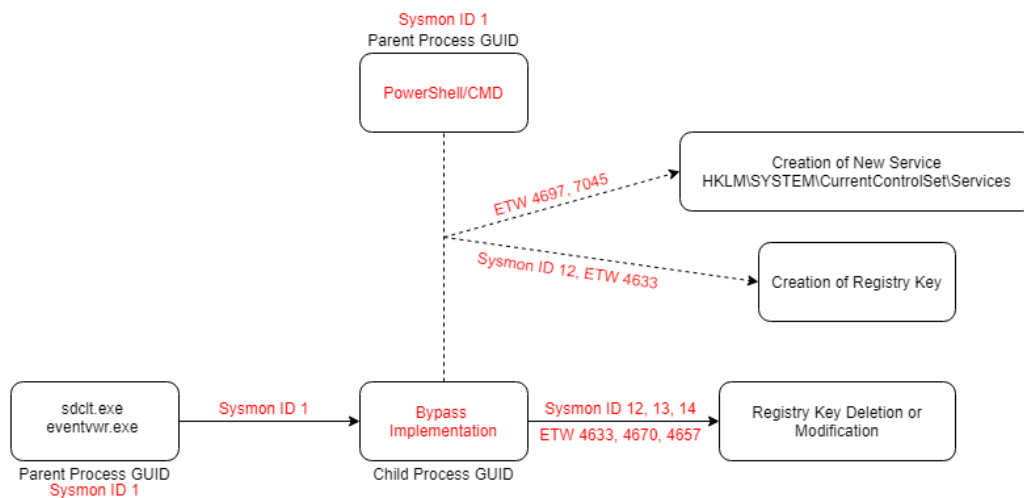 Sysmon ID 1
Parent Process GUID
PowerShell/CMD
Creation of New Service
HKLM\SYSTEM\CurrentControlSet\Services
ETW 4697, 7045
Sysmon ID 12, ETW 4633
Creation of Registry Key
sdclt.exe
eventvwr.exe
Sysmon ID 1
Bypass
Implementation
Sysmon ID 12, 13, 14
ETW 4633, 4670, 4657
Registry Key Deletion or
Modification
Parent Process GUID
Sysmon ID 1
Child Process GUID